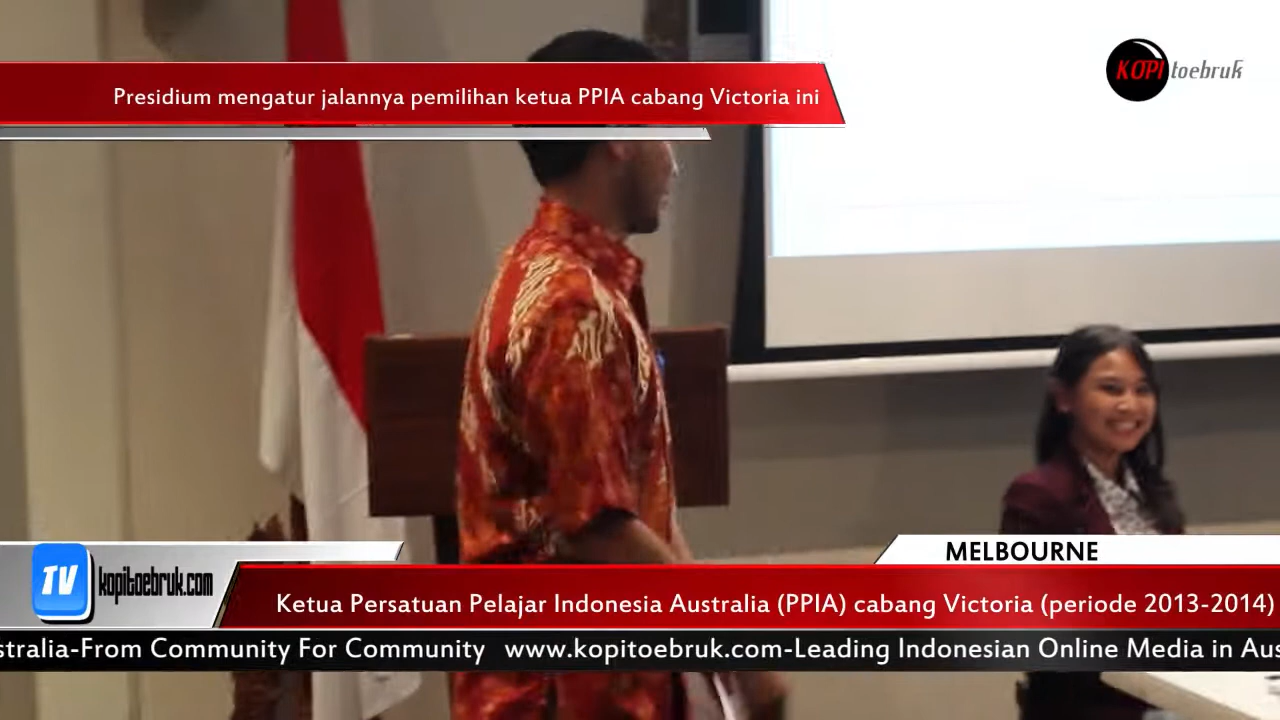 KOPItoebruk
Presidium mengatur jalannya pemilihan ketua PPIA cabang Victoria ini
MELBOURNE
TV kopitoebruk.com
Ketua Persatuan Pelajar Indonesia Australia (PPIA) cabang Victoria (periode 2013-2014)
stralia-From Community For Community www.kopitoebruk.com-Leading Indonesian Online Media in Aus